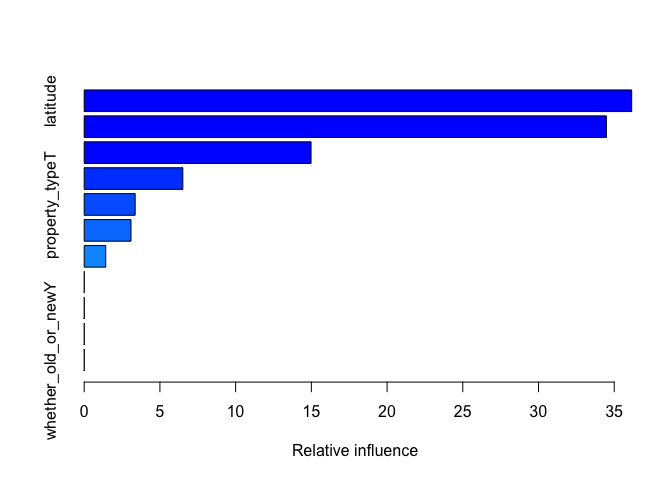 latitude
property_typeT
whether_old_or_newY
0 5 10 15 20 25 30 35
Relative influence